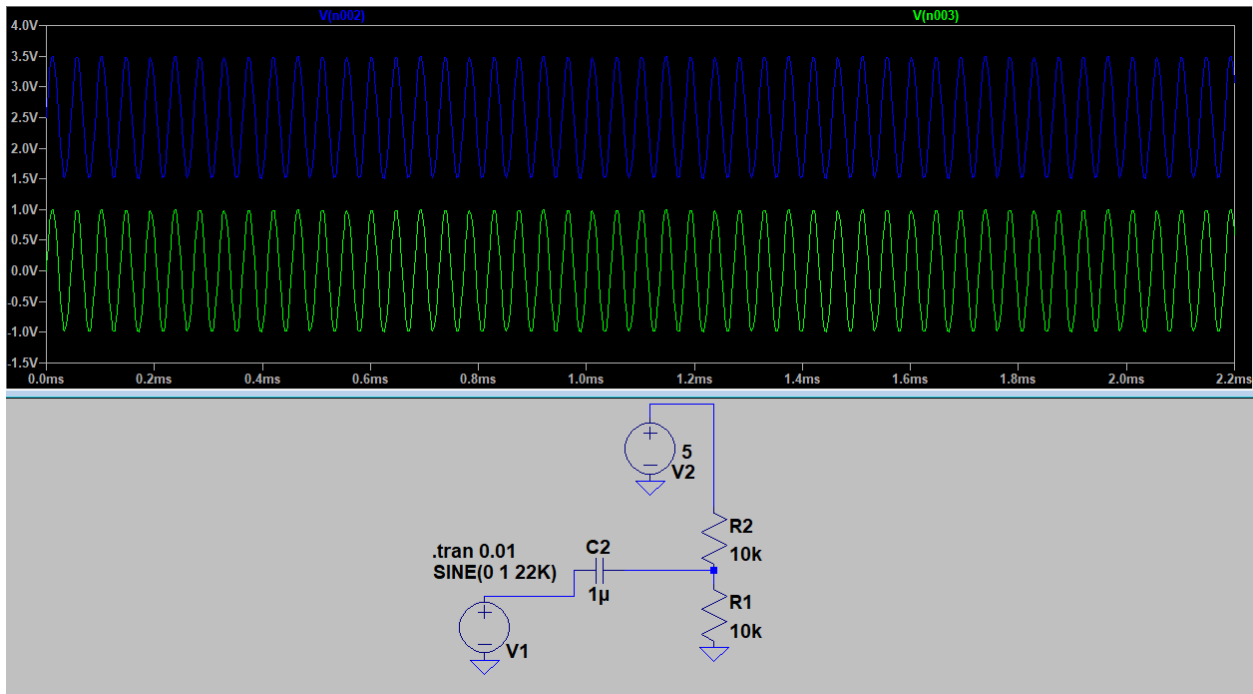 V(n002) V(n003)
4.0V
3.5V
3.0V
2.5V
2.0V
1.5V
1.0V
0.5V
0.0V
-0.5V
-1.0V
-1.5V
0.0ms 0.2ms 0.4ms 0.6ms 0.8ms 1.0ms 1.2ms 1.4ms 1.6ms 1.8ms 2.0ms 2.2ms
5
V2
R2
10k
.tran 0.01
SINE(0 1 22K)
C2
1µ
R1
10k
V1